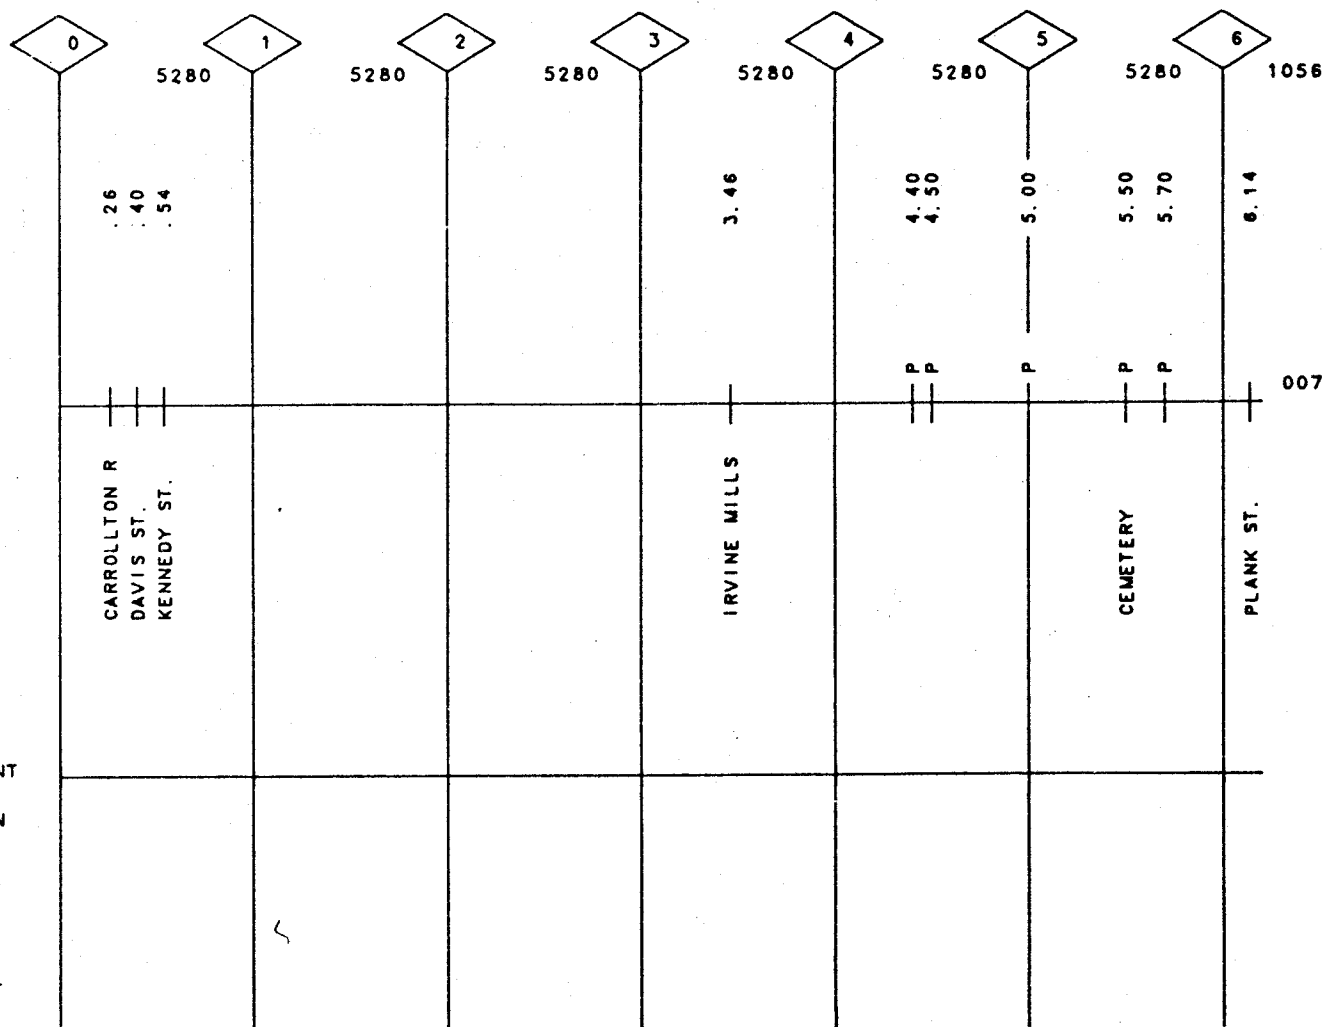 0 1 2 3 4 5 6
5280 5280 5280 5280 5280 5280 1056
.26
.40
.54
3.46
4.40
4.50
5.00
5.50
5.70
6.14
P P P P P
007
CARROLLTON R
DAVIS ST.
KENNEDY ST.
IRVINE MILLS
CEMETERY
PLANK ST.
NT